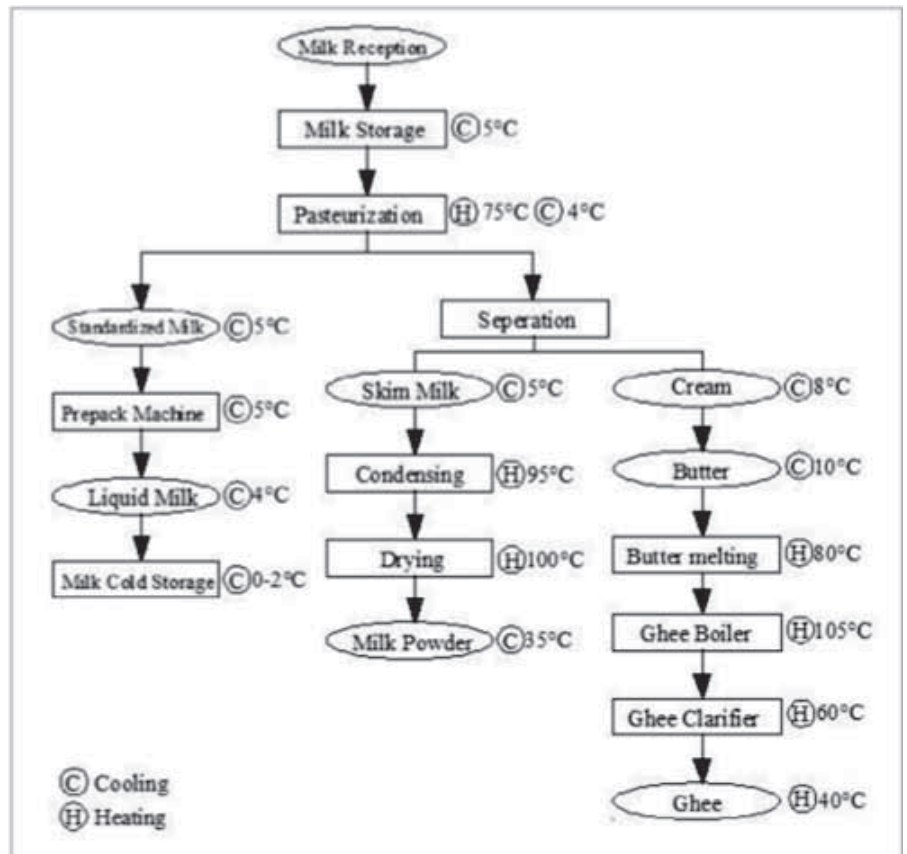 Milk Reception
Milk Storage Ⓒ5°C
Pasteurization Ⓗ 75°C Ⓒ 4°C
Standardized Milk Ⓒ5°C
Prepack Machine Ⓒ5°C
Liquid Milk Ⓒ4°C
Milk Cold Storage Ⓒ0-2°C
Seperation
Skim Milk Ⓒ5°C
Condensing Ⓗ95°C
Drying Ⓗ100°C
Milk Powder Ⓒ35°C
Cream Ⓒ8°C
Butter Ⓒ10°C
Butter melting Ⓗ80°C
Ghee Boiler Ⓗ105°C
Ghee Clarifier Ⓗ60°C
Ghee Ⓗ40°C
Ⓒ Cooling
Ⓗ Heating